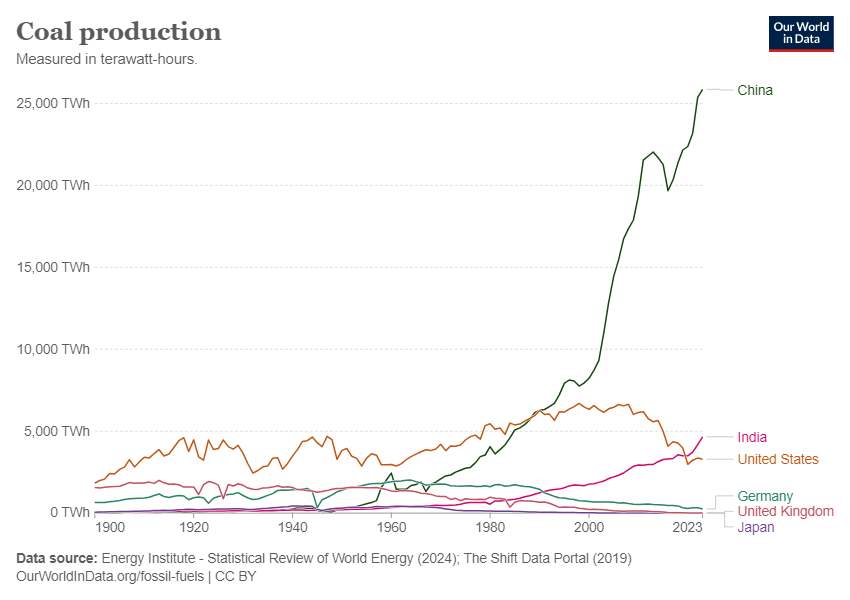 Coal production
Our World
in Data
Measured in terawatt-hours.
25,000 TWh
China
20,000 TWh
15,000 TWh
10,000 TWh
5,000 TWh
India
United States
Germany
United Kingdom
Japan
0 TWh
1900 1920 1940 1960 1980 2000 2023
Data source: Energy Institute - Statistical Review of World Energy (2024); The Shift Data Portal (2019)
OurWorldinData.org/fossil-fuels | CC BY